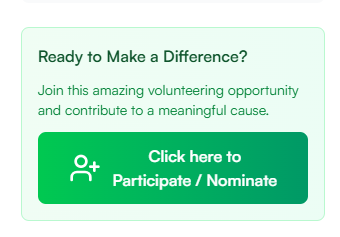 Ready to Make a Difference?
Join this amazing volunteering opportunity
and contribute to a meaningful cause.
Click here to
Participate / Nominate